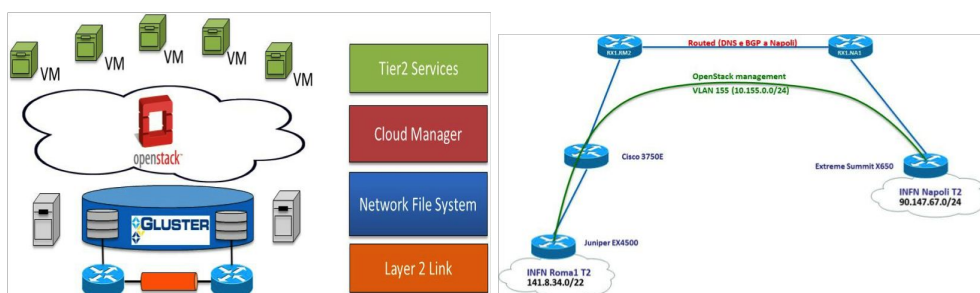 VM
VM
VM
VM
VM
openstack™
GLUSTER
Tier2 Services
Cloud Manager
Network File System
Layer 2 Link
Routed (DNS e BGP a Napoli)
RX1.RM2
RX1.NA1
OpenStack management
VLAN 155 (10.155.0.0/24)
Cisco 3750E
Extreme Summit X650
INFN Napoli T2
90.147.67.0/24
Juniper EX4500
INFN Roma1 T2
141.8.34.0/22